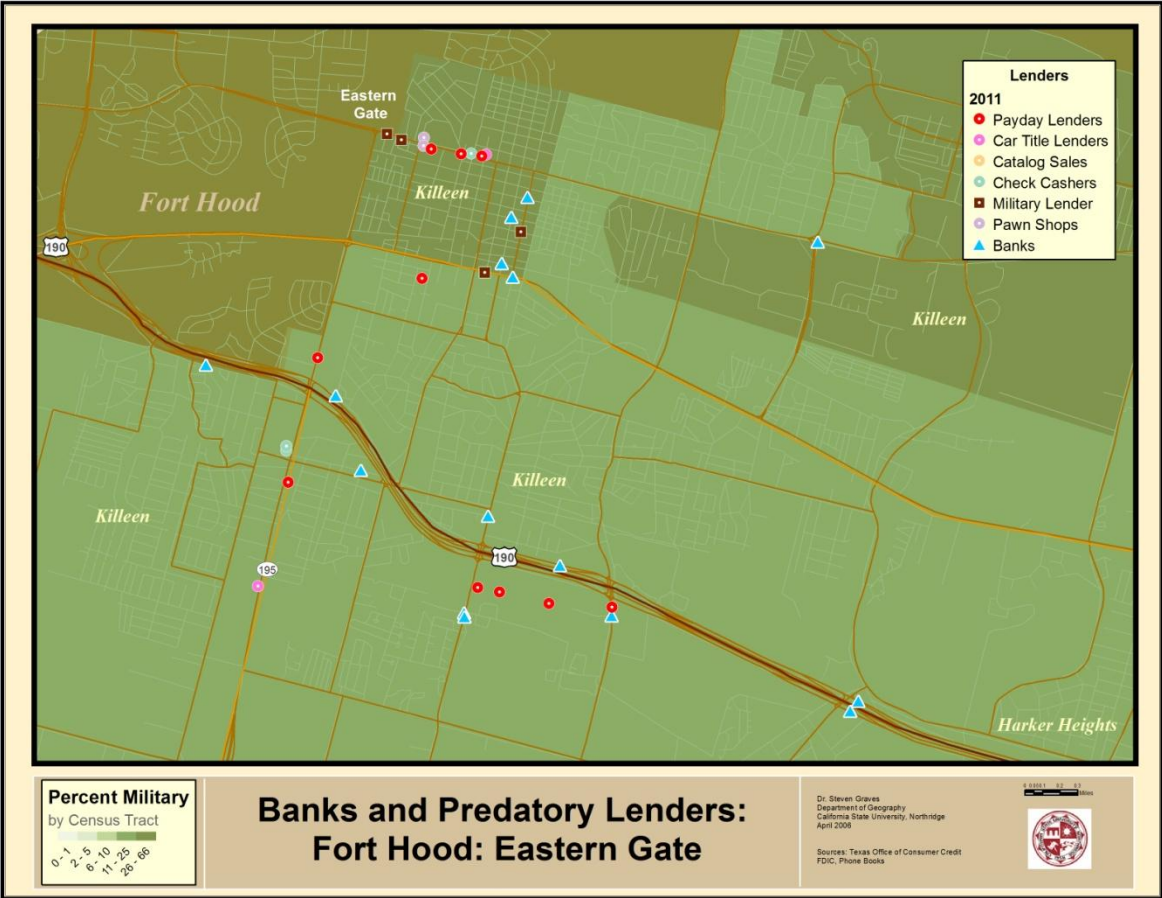 Eastern
Gate
Fort Hood
Killeen
190
Killeen
Killeen
Killeen
190
195
Harker Heights
Lenders
2011
Payday Lenders
Car Title Lenders
Catalog Sales
Check Cashers
Military Lender
Pawn Shops
Banks
Percent Military
by Census Tract
0 - 1
2 - 5
6 - 10
11 - 25
26 - 66
Banks and Predatory Lenders:
Fort Hood: Eastern Gate
Dr. Steven Graves
Department of Geography
California State University, Northridge
April 2006
Sources: Texas Office of Consumer Credit
FDIC, Phone Books
Miles